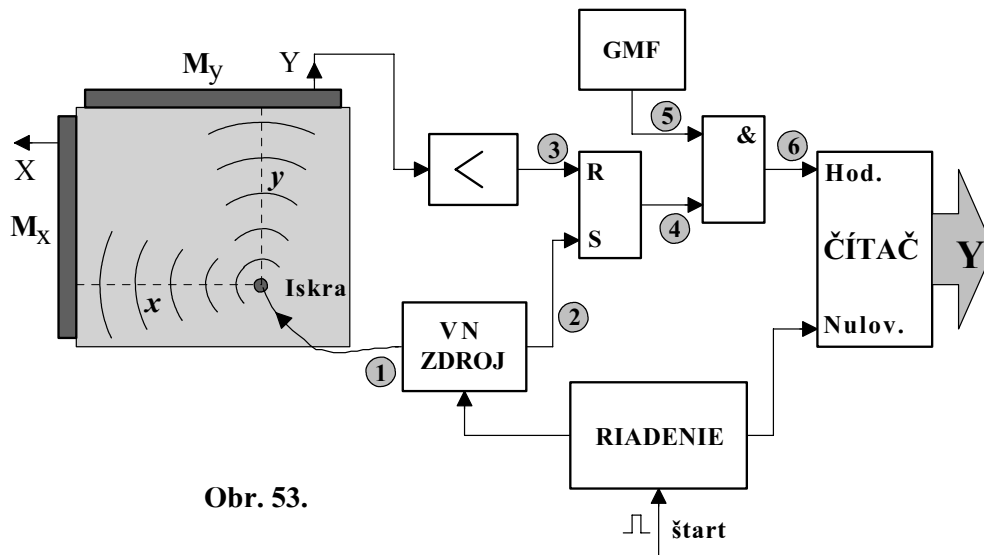 My
Y
GMF
5
&
6
X
Mx
y
<
3
R
S
4
Hod.
ČÍTAČ
Nulov.
Y
x
Iskra
1
VN
ZDROJ
2
RIADENIE
Obr. 53.
štart